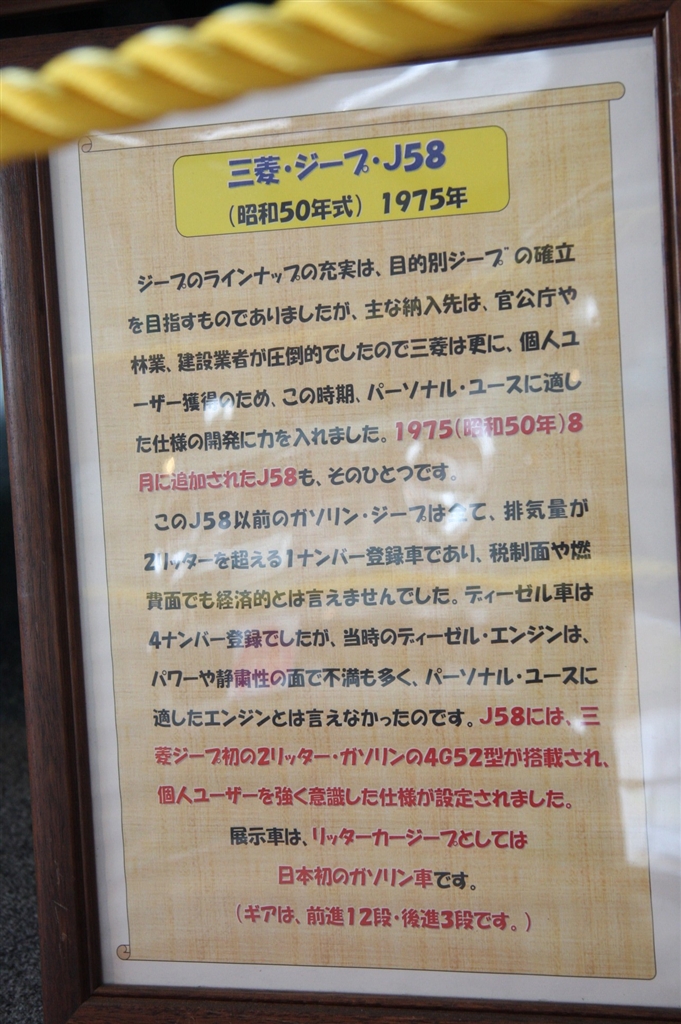 三菱・ジープ・J58
(昭和50年式) 1975年
ジープのラインナップの充実は、目的別ジープ゛の確立
を目指すものでありましたが、主な納入先は、官公庁や
林業、建設業者が圧倒的でしたので三菱は更に、個人ユ
ーザー獲得のため、この時期、パーソナル・ユースに適し
た仕様の開発に力を入れました。1975(昭和50年)8
月に追加されたJ58も、そのひとつです。
このJ58以前のガソリン・ジープは全て、排気量が
2リッターを超える1ナンバー登録車であり、税制面や燃
費面でも経済的とは言えませんでした。ディーゼル車は
4ナンバー登録でしたが、当時のディーゼル・エンジンは、
パワーや静粛性の面で不満も多く、パーソナル・ユースに
適したエンジンとは言えなかったのです。J58には、三
菱ジープ初の2リッター・ガソリンの4G52型が搭載され、
個人ユーザーを強く意識した仕様が設定されました。
展示車は、リッターカージープとしては
日本初のガソリン車です。
(ギアは、前進12段・後進3段です。)